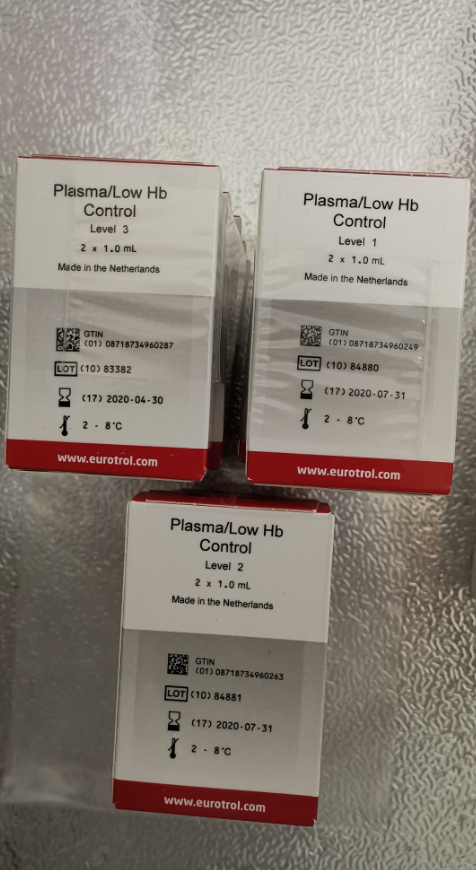 Plasma/Low Hb
Control
Level 3
2 x 1.0 mL
Made in the Netherlands
GTIN
(01) 08718734960287
LOT (10) 83382
(17) 2020-04-30
2 - 8°C
www.eurotrol.com
Plasma/Low Hb
Control
Level 1
2 x 1.0 mL
Made in the Netherlands
GTIN
(01) 08718734960249
LOT (10) 84880
(17) 2020-07-31
2 - 8°C
www.eurotrol.com
Plasma/Low Hb
Control
Level 2
2 x 1.0 mL
Made in the Netherlands
GTIN
(01) 08718734960263
LOT (10) 84881
(17) 2020-07-31
2 - 8°C
www.eurotrol.com